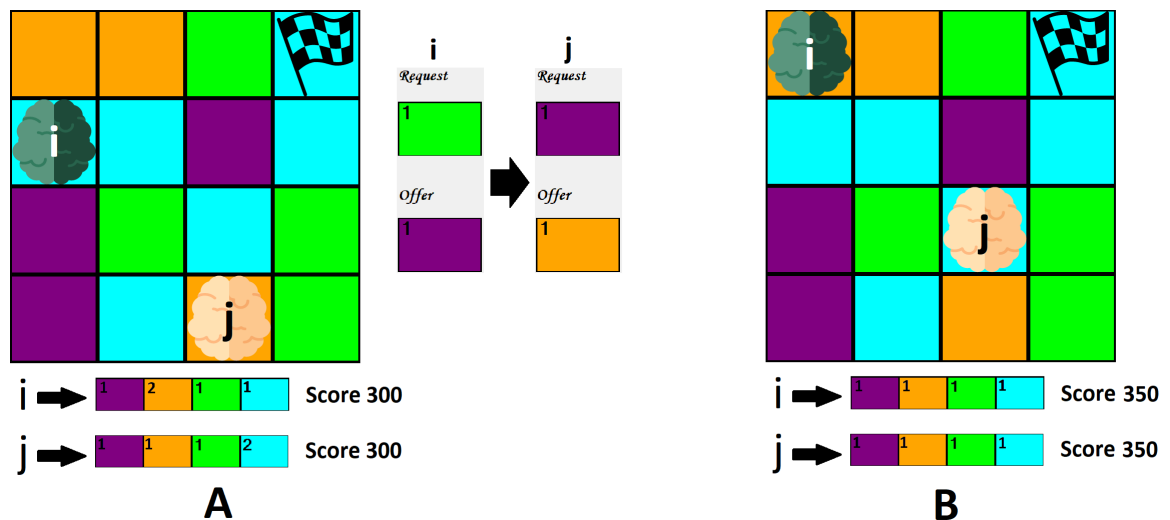 i
j
i
j
Request
1
Offer
1
Request
1
Offer
1
i
j
i 1 2 1 1 Score 300
j 1 1 1 2 Score 300
A
i 1 1 1 1 Score 350
j 1 1 1 1 Score 350
B